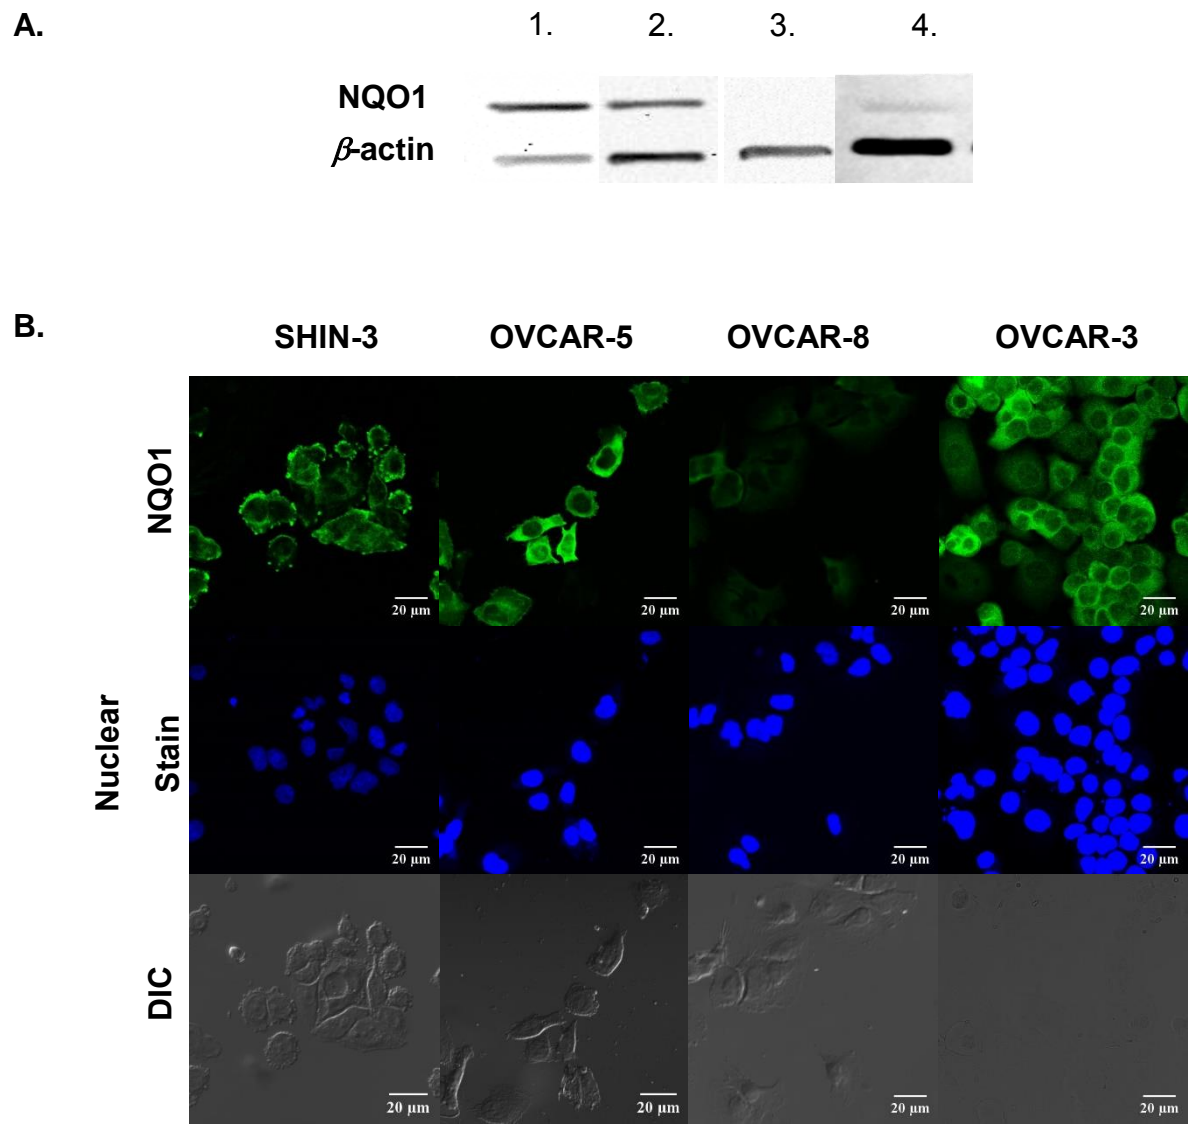 A.
1. 2. 3. 4.
NQO1
β-actin
B.
SHIN-3 OVCAR-5 OVCAR-8 OVCAR-3
NQO1
20 µm 20 µm 20 µm 20 µm
Nuclear
Stain
20 µm 20 µm 20 µm 20 µm
DIC
20 µm 20 µm 20 µm 20 µm